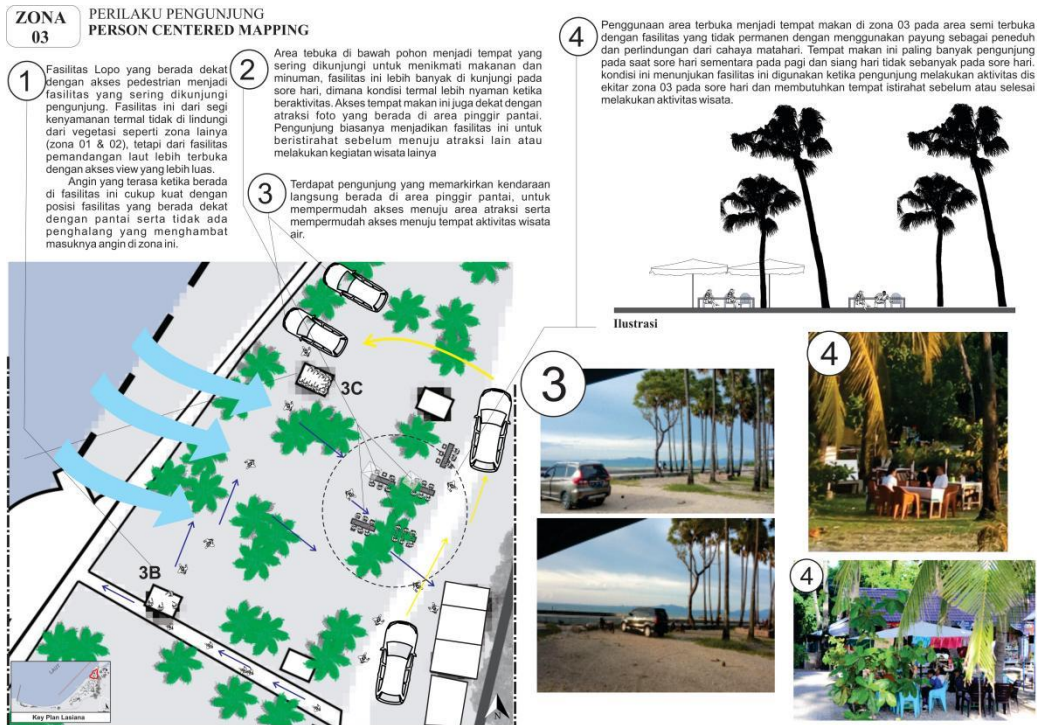 ZONA
03
PERILAKU PENGUNJUNG
PERSON CENTERED MAPPING
1
Fasilitas Lopo yang berada dekat
dengan akses pedestrian menjadi
fasilitas yang sering dikunjungi
pengunjung. Fasilitas ini dari segi
kenyamanan termal tidak di lindungi
dari vegetasi seperti zona lainya
(zona 01 & 02), tetapi dari fasilitas
pemandangan laut lebih terbuka
dengan akses view yang lebih luas.
Angin yang terasa ketika berada
di fasilitas ini cukup kuat dengan
posisi fasilitas yang berada dekat
dengan pantai serta tidak ada
penghalang yang menghambat
masuknya angin di zona ini.
2
Area tebuka di bawah pohon menjadi tempat yang
sering dikunjungi untuk menikmati makanan dan
minuman, fasilitas ini lebih banyak di kunjungi pada
sore hari, dimana kondisi termal lebih nyaman ketika
beraktivitas. Akses tempat makan ini juga dekat dengan
atraksi foto yang berada di area pinggir pantai.
Pengunjung biasanya menjadikan fasilitas ini untuk
beristirahat sebelum menuju atraksi lain atau
melakukan kegiatan wisata lainya
3
Terdapat pengunjung yang memarkirkan kendaraan
langsung berada di area pinggir pantai, untuk
mempermudah akses menuju area atraksi serta
mempermudah akses menuju tempat aktivitas wisata
air.
4
Penggunaan area terbuka menjadi tempat makan di zona 03 pada area semi terbuka
dengan fasilitas yang tidak permanen dengan menggunakan payung sebagai peneduh
dan perlindungan dari cahaya matahari. Tempat makan ini paling banyak pengunjung
pada saat sore hari sementara pada pagi dan siang hari tidak sebanyak pada sore hari.
kondisi ini menunjukan fasilitas ini digunakan ketika pengunjung melakukan aktivitas dis
ekitar zona 03 pada sore hari dan membutuhkan tempat istirahat sebelum atau selesai
melakukan aktivitas wisata.
Ilustrasi
3C
3B
3
4
4
Key Plan Lasiana
N